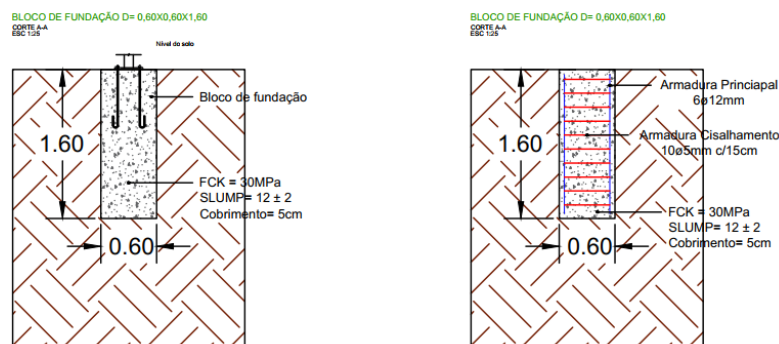 BLOCO DE FUNDAÇÃO D= 0,60X0,60X1,60
CORTE A-A
ESC 1:25
Nível do solo
Bloco de fundação
1.60
FCK = 30MPa
SLUMP= 12 ± 2
Cobrimento= 5cm
0.60
BLOCO DE FUNDAÇÃO D= 0,60X0,60X1,60
CORTE A-A
ESC 1:25
Armadura Princiapal
6ø12mm
1.60
Armadura Cisalhamento
10ø5mm c/15cm
FCK = 30MPa
SLUMP= 12 ± 2
Cobrimento= 5cm
0.60